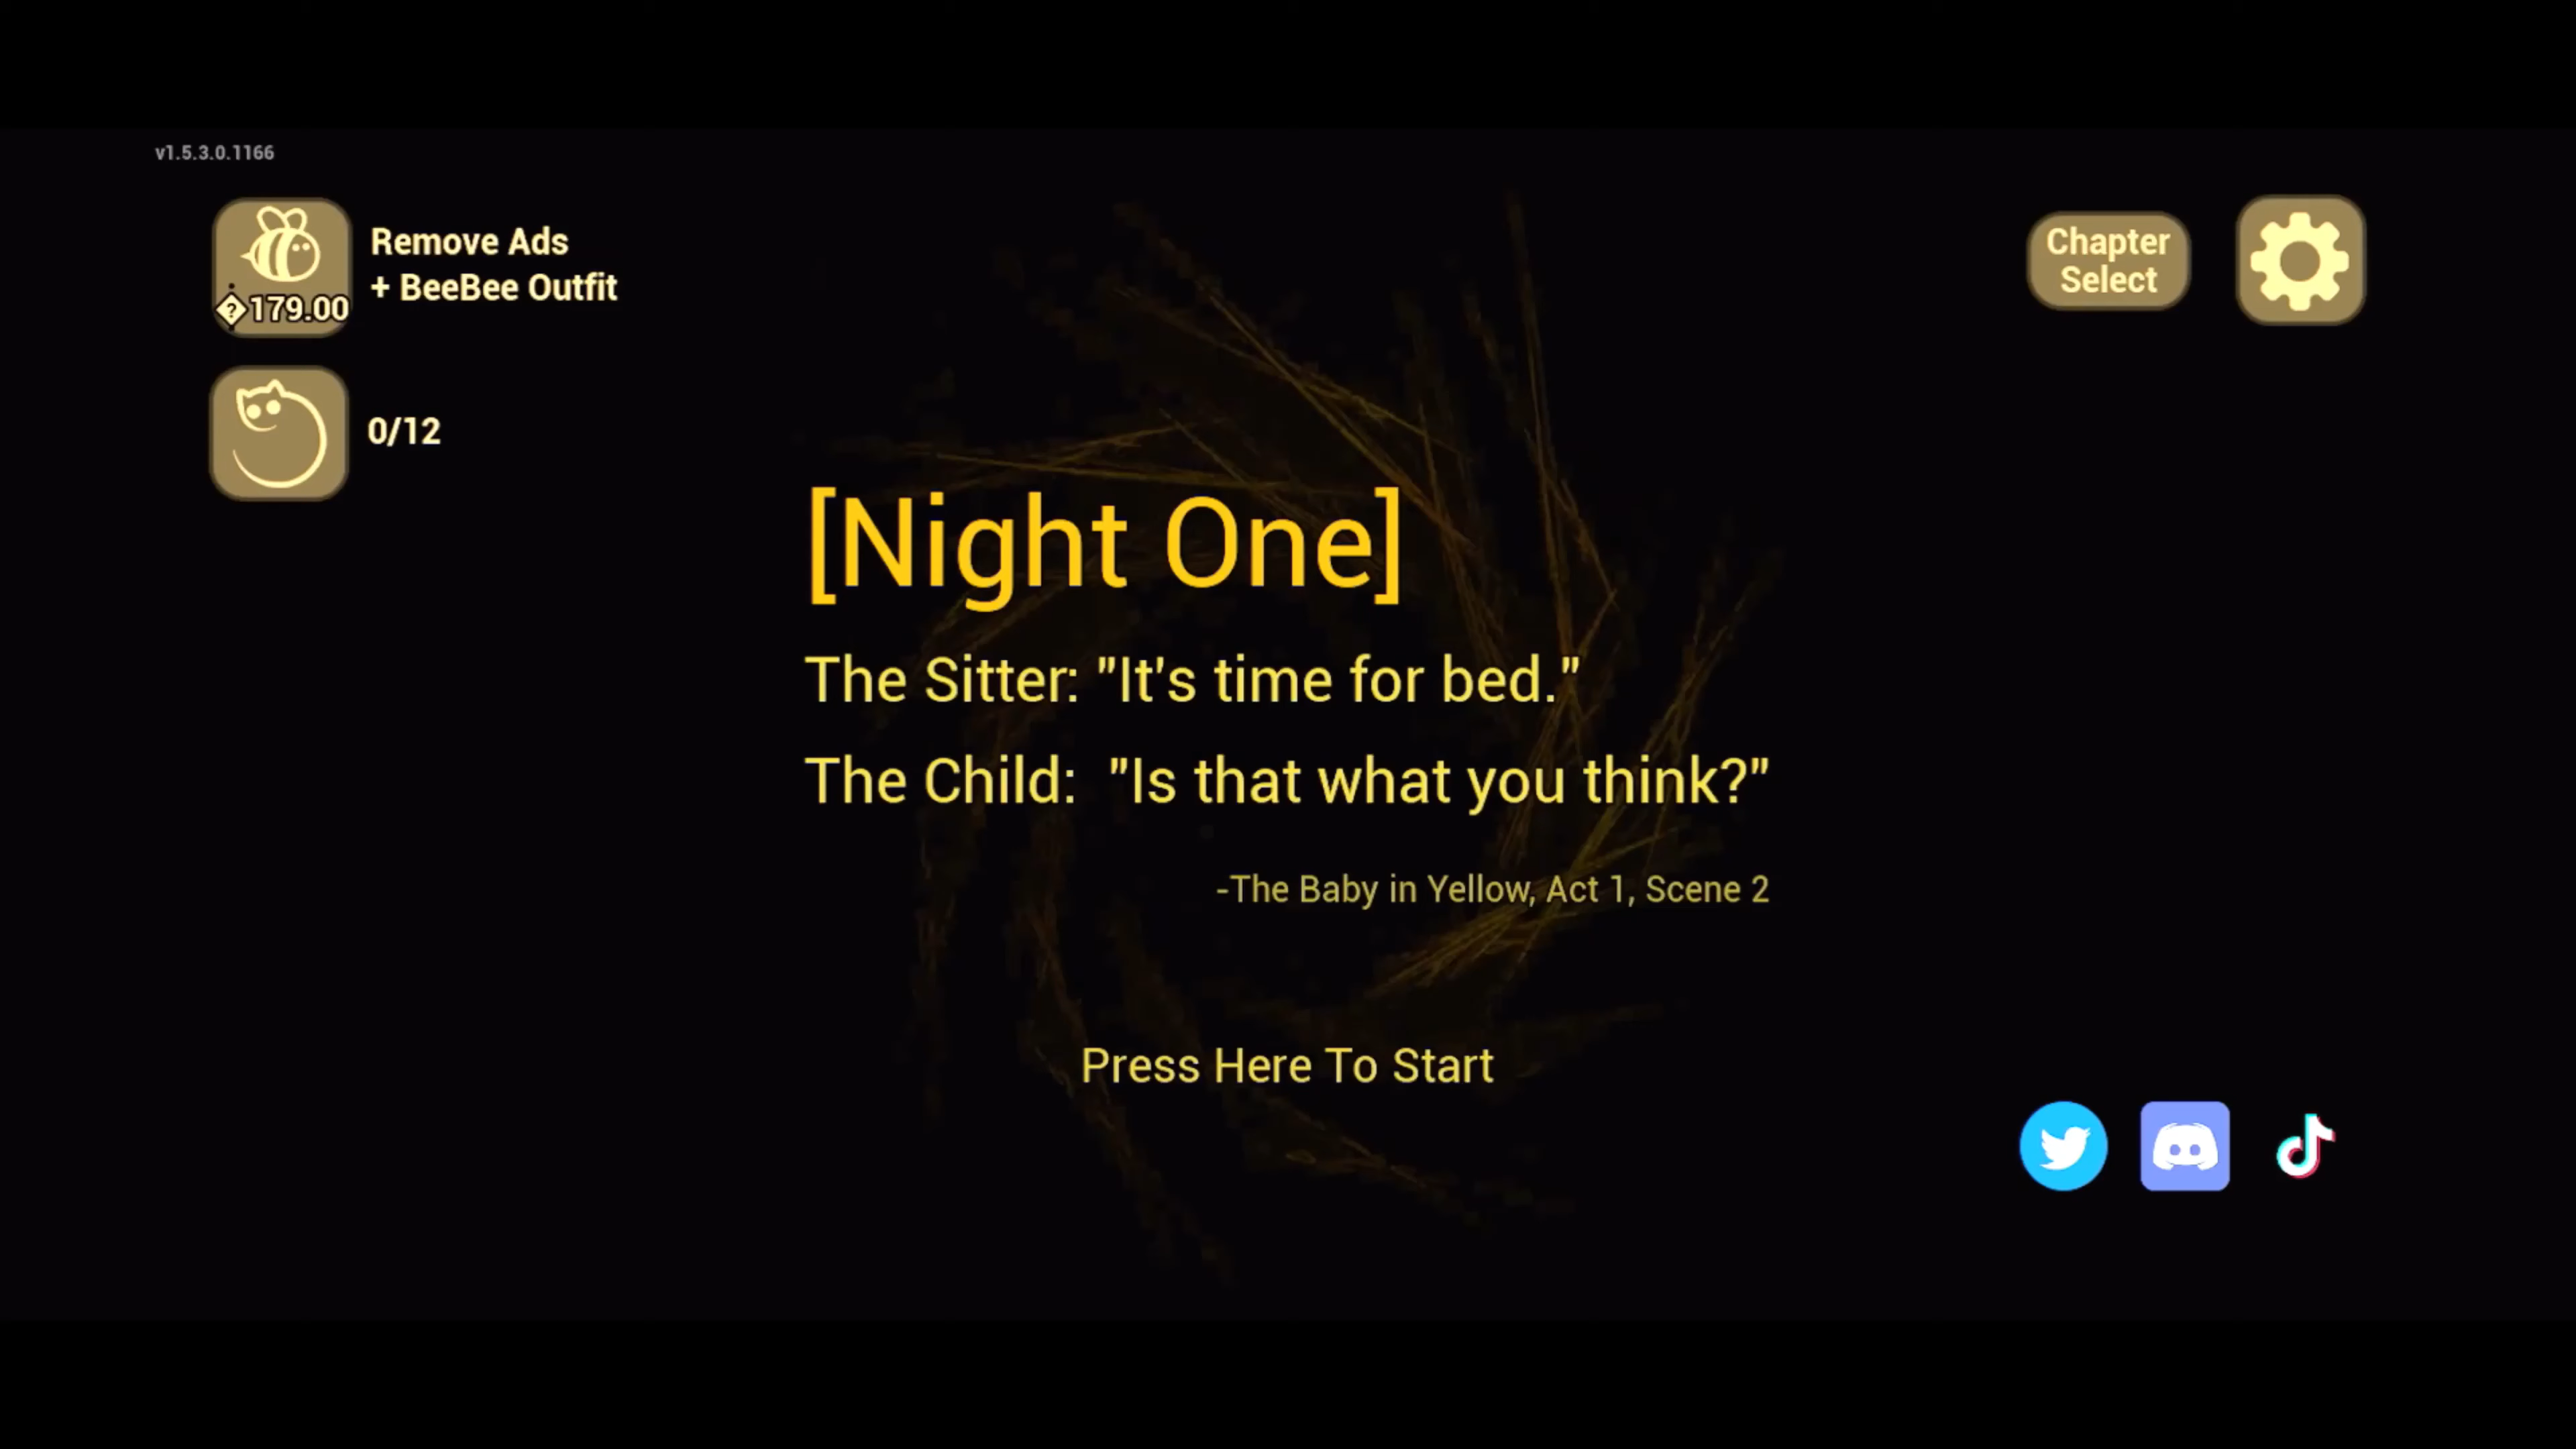 v1.5.3.0.1166
Remove Ads
+ BeeBee Outfit
179.00
Chapter
Select
0/12
[Night One]
The Sitter: "It's time for bed."
The Child:  "Is that what you think?"
-The Baby in Yellow, Act 1, Scene 2
Press Here To Start